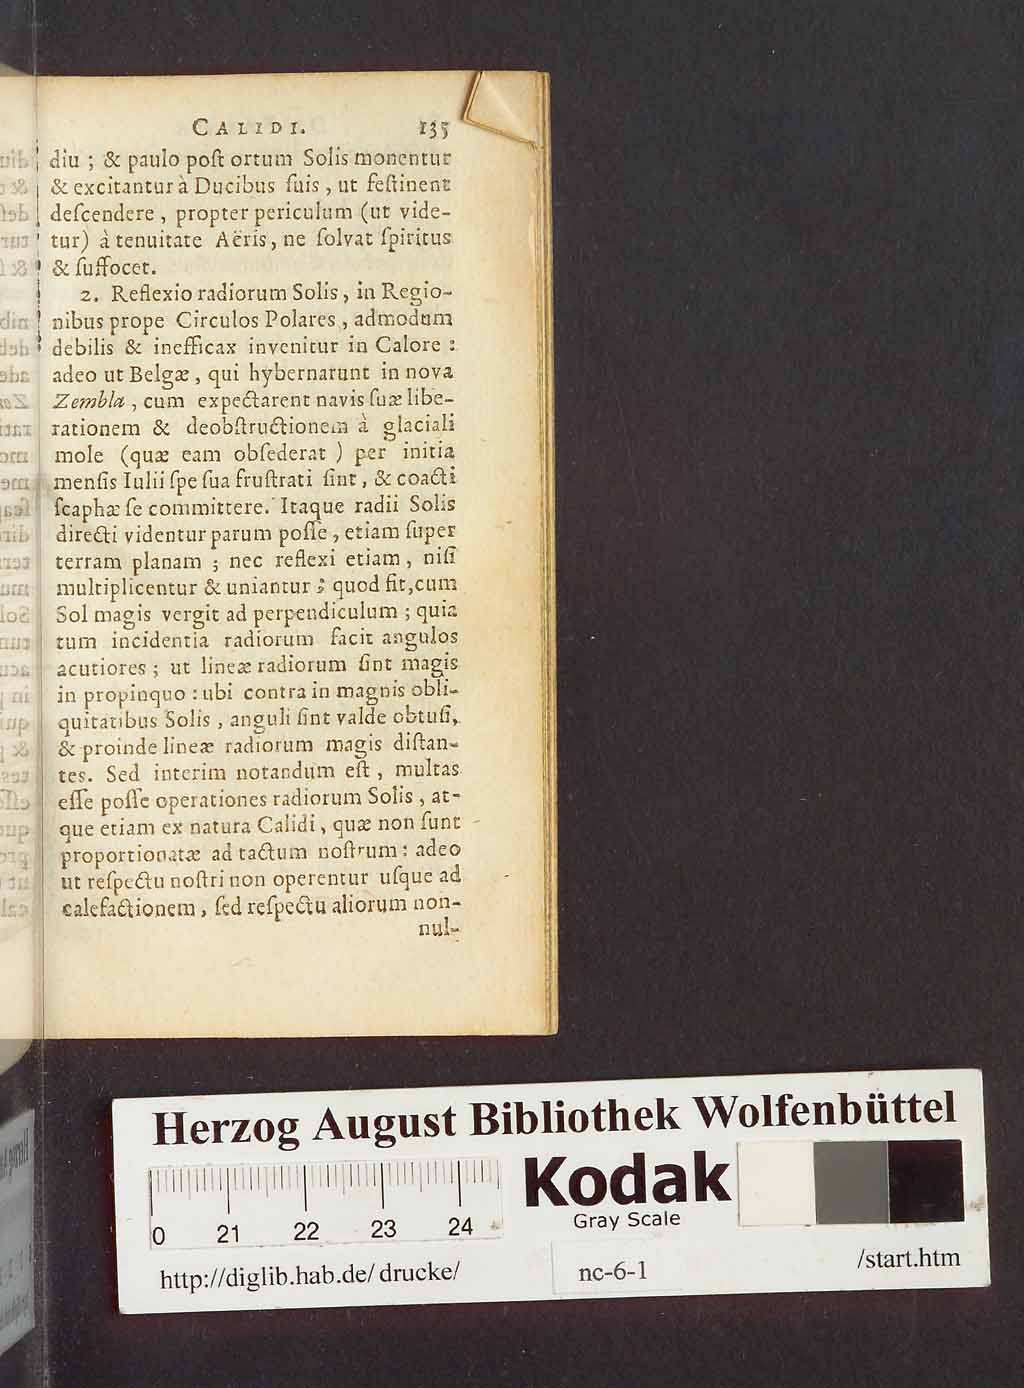 CALIDI. 135
diu ; & paulo poſt ortum Solis monentur
& excitantur à Ducibus ſuis , ut feſtinent
deſcendere , propter periculum (ut vide-
tur) à tenuitate Aëris , ne ſolvat ſpiritus
& ſuffocet.
2. Reflexio radiorum Solis , in Regio-
nibus prope Circulos Polares , admodum
debilis & inefficax invenitur in Calore :
adeo ut Belgæ , qui hybernarunt in nova
Zembla , cum expectarent navis ſuæ libe-
rationem & deobſtructionem à glaciali
mole (quæ eam obſederat ) per initia
menſis Iulii ſpe ſua fruſtrati ſint , & coacti
ſcaphæ ſe committere. Itaque radii Solis
directi videntur parum poſſe , etiam ſuper
terram planam ; nec reflexi etiam , niſi
multiplicentur & uniantur ; quod fit,cum
Sol magis vergit ad perpendiculum ; quia
tum incidentia radiorum facit angulos
acutiores ; ut lineæ radiorum ſint magis
in propinquo : ubi contra in magnis obli-
quitatibus Solis , anguli ſint valde obtuſi,
& proinde lineæ radiorum magis diſtan-
tes. Sed interim notandum eſt , multas
eſſe poſſe operationes radiorum Solis , at-
que etiam ex natura Calidi , quæ non ſunt
proportionatæ ad tactum noſtrum : adeo
ut reſpectu noſtri non operentur uſque ad
calefactionem , ſed reſpectu aliorum non-
nul-
Herzog August Bibliothek Wolfenbüttel
Kodak
Gray Scale
0 21 22 23 24
http://diglib.hab.de/drucke/ nc-6-1 /start.htm